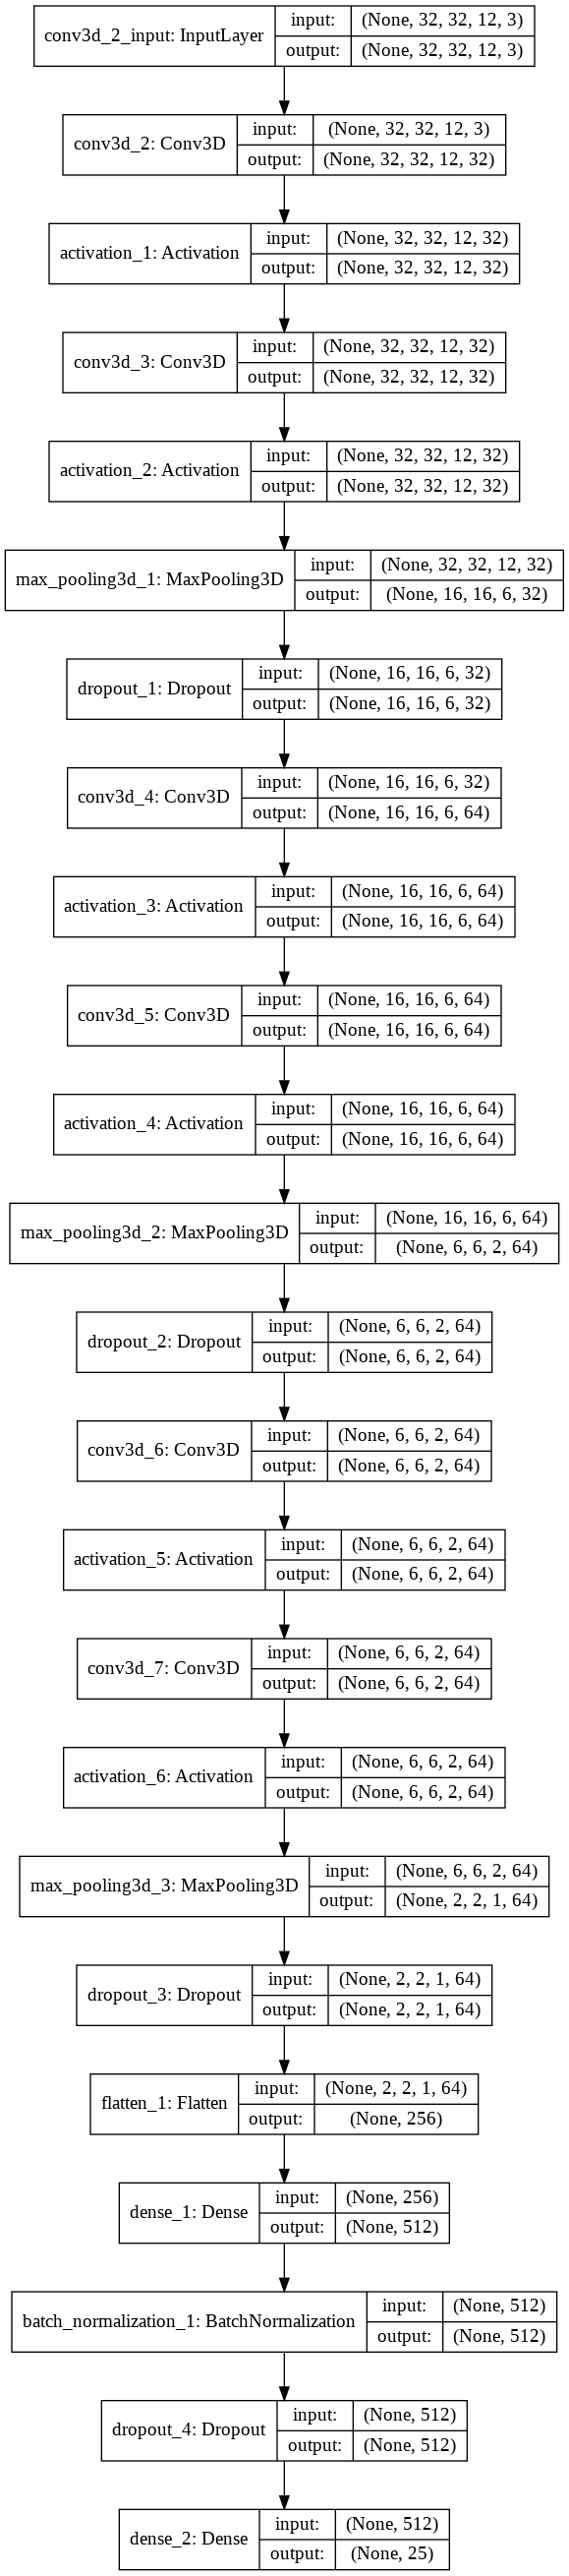 conv3d_2_input: InputLayer input: (None, 32, 32, 12, 3)
output: (None, 32, 32, 12, 3)
conv3d_2: Conv3D input: (None, 32, 32, 12, 3)
output: (None, 32, 32, 12, 32)
activation_1: Activation input: (None, 32, 32, 12, 32)
output: (None, 32, 32, 12, 32)
conv3d_3: Conv3D input: (None, 32, 32, 12, 32)
output: (None, 32, 32, 12, 32)
activation_2: Activation input: (None, 32, 32, 12, 32)
output: (None, 32, 32, 12, 32)
max_pooling3d_1: MaxPooling3D input: (None, 32, 32, 12, 32)
output: (None, 16, 16, 6, 32)
dropout_1: Dropout input: (None, 16, 16, 6, 32)
output: (None, 16, 16, 6, 32)
conv3d_4: Conv3D input: (None, 16, 16, 6, 32)
output: (None, 16, 16, 6, 64)
activation_3: Activation input: (None, 16, 16, 6, 64)
output: (None, 16, 16, 6, 64)
conv3d_5: Conv3D input: (None, 16, 16, 6, 64)
output: (None, 16, 16, 6, 64)
activation_4: Activation input: (None, 16, 16, 6, 64)
output: (None, 16, 16, 6, 64)
max_pooling3d_2: MaxPooling3D input: (None, 16, 16, 6, 64)
output: (None, 6, 6, 2, 64)
dropout_2: Dropout input: (None, 6, 6, 2, 64)
output: (None, 6, 6, 2, 64)
conv3d_6: Conv3D input: (None, 6, 6, 2, 64)
output: (None, 6, 6, 2, 64)
activation_5: Activation input: (None, 6, 6, 2, 64)
output: (None, 6, 6, 2, 64)
conv3d_7: Conv3D input: (None, 6, 6, 2, 64)
output: (None, 6, 6, 2, 64)
activation_6: Activation input: (None, 6, 6, 2, 64)
output: (None, 6, 6, 2, 64)
max_pooling3d_3: MaxPooling3D input: (None, 6, 6, 2, 64)
output: (None, 2, 2, 1, 64)
dropout_3: Dropout input: (None, 2, 2, 1, 64)
output: (None, 2, 2, 1, 64)
flatten_1: Flatten input: (None, 2, 2, 1, 64)
output: (None, 256)
dense_1: Dense input: (None, 256)
output: (None, 512)
batch_normalization_1: BatchNormalization input: (None, 512)
output: (None, 512)
dropout_4: Dropout input: (None, 512)
output: (None, 512)
dense_2: Dense input: (None, 512)
output: (None, 25)